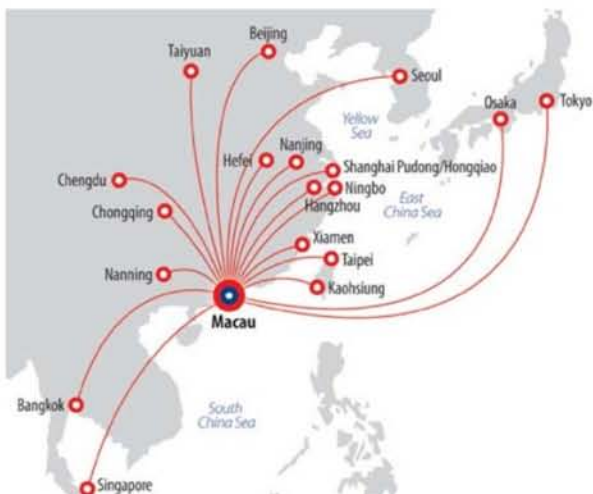 Beijing
Taiyuan
Seoul
Osaka
Tokyo
Yellow
Sea
Nanjing
Hefei
Shanghai Pudong/Hongqiao
Chengdu
Ningbo
Hangzhou
East
China Sea
Chongqing
Xiamen
Taipei
Nanning
Kaohsiung
Macau
Bangkok
South
China Sea
Singapore